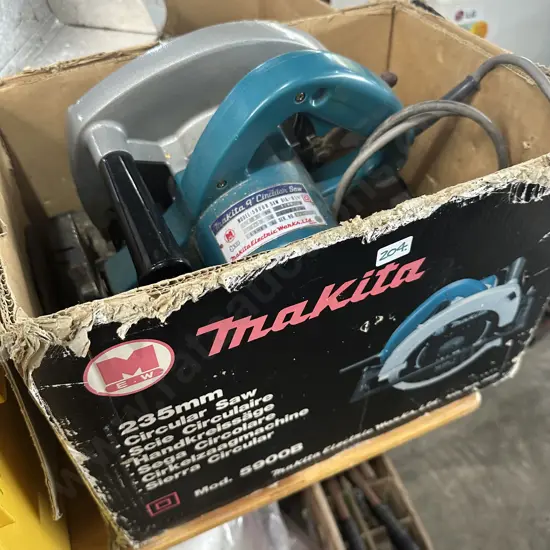 Makita 9" Circular Saw
Makita Electric Works, Ltd.
204-
makita
M
E.W.
235mm
• Circular Saw
• Scie Circulaire
• Handkreissäge
• Sega Circolare
• Cirkelzaagmachine
• Sierra Circular
Mod. 5900B
Makita Electric Works, Ltd.